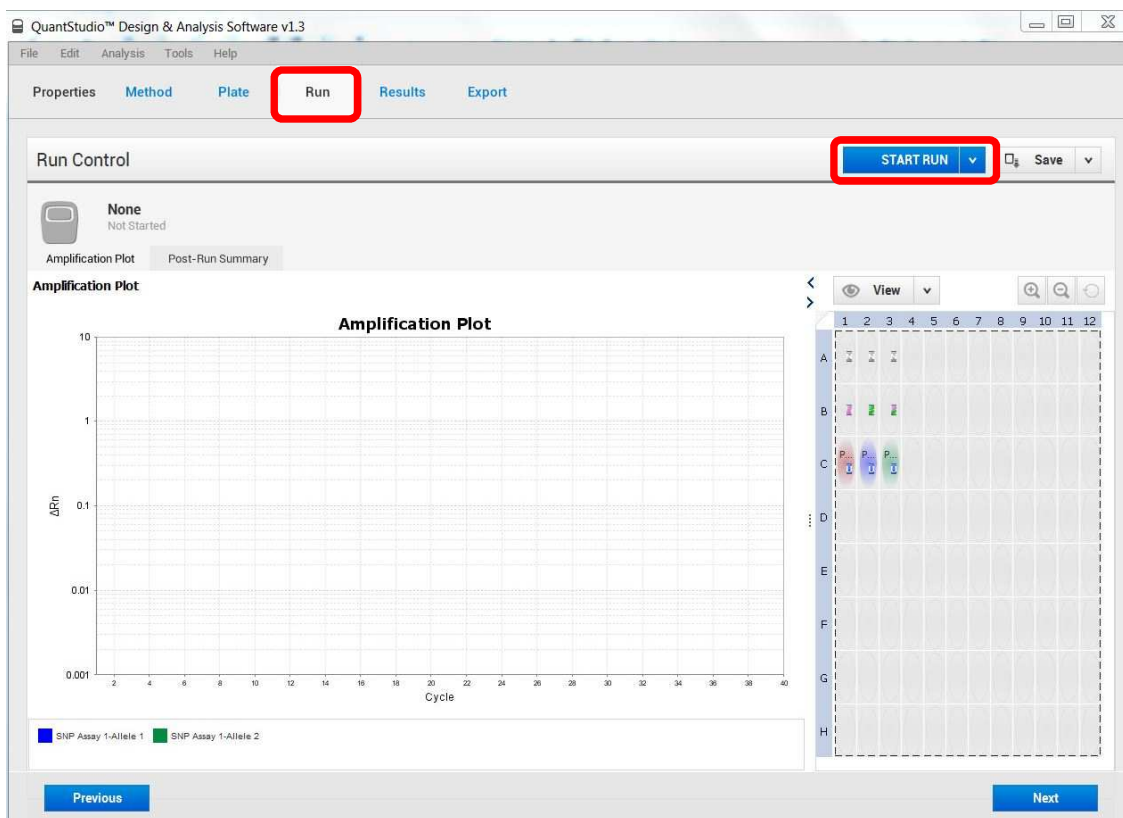 QuantStudio™ Design & Analysis Software v1.3
File Edit Analysis Tools Help
Properties Method Plate Run Results Export
Run Control
START RUN
Save
None
Not Started
Amplification Plot Post-Run Summary
Amplification Plot
View
Amplification Plot
10
1
0.1
0.01
0.001
ΔRn
2 4 6 8 10 12 14 16 18 20 22 24 26 28 30 32 34 36 38 40
Cycle
SNP Assay 1-Allele 1 SNP Assay 1-Allele 2
1 2 3 4 5 6 7 8 9 10 11 12
A
B
C P... P... P...
D
E
F
G
H
Previous
Next